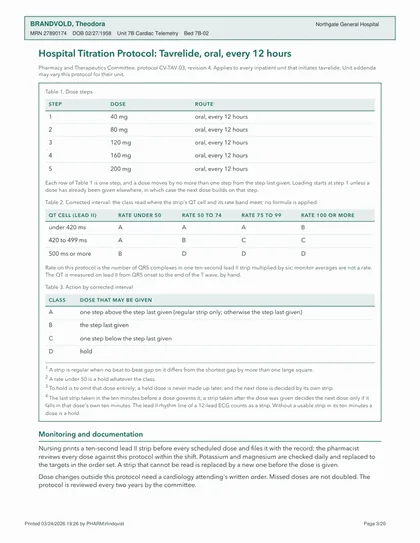 BRANDVOLD, Theodora
Northgate General Hospital
MRN 27890174 DOB 02/27/1958 Unit 7B Cardiac Telemetry Bed 7B-02
Hospital Titration Protocol: Tavrelide, oral, every 12 hours
Pharmacy and Therapeutics Committee, protocol CV-TAV-03, revision 4. Applies to every inpatient unit that initiates tavrelide. Unit addenda
may vary this protocol for their unit.
Table 1. Dose steps
STEP DOSE ROUTE
1 40 mg oral, every 12 hours
2 80 mg oral, every 12 hours
3 120 mg oral, every 12 hours
4 160 mg oral, every 12 hours
5 200 mg oral, every 12 hours
Each row of Table 1 is one step, and a dose moves by no more than one step from the step last given. Loading starts at step 1 unless a
dose has already been given elsewhere, in which case the next dose builds on that step.
Table 2. Corrected interval: the class read where the strip's QT cell and its rate band meet; no formula is applied
QT CELL (LEAD II) RATE UNDER 50 RATE 50 TO 74 RATE 75 TO 99 RATE 100 OR MORE
under 420 ms A A A B
420 to 499 ms A B C C
500 ms or more B D D D
Rate on this protocol is the number of QRS complexes in one ten-second lead II strip multiplied by six; monitor averages are not a rate.
The QT is measured on lead II from QRS onset to the end of the T wave, by hand.
Table 3. Action by corrected interval
CLASS DOSE THAT MAY BE GIVEN
A one step above the step last given (regular strip only; otherwise the step last given)
B the step last given
C one step below the step last given
D hold
1 A strip is regular when no beat-to-beat gap on it differs from the shortest gap by more than one large square.
2 A rate under 50 is a hold whatever the class.
3 To hold is to omit that dose entirely; a held dose is never made up later, and the next dose is decided by its own strip.
4 The last strip taken in the ten minutes before a dose governs it; a strip taken after the dose was given decides the next dose only if it
falls in that dose's own ten minutes. The lead II rhythm line of a 12-lead ECG counts as a strip. Without a usable strip in its ten minutes a
dose is a hold.
Monitoring and documentation
Nursing prints a ten-second lead II strip before every scheduled dose and files it with the record; the pharmacist
reviews every dose against this protocol within the shift. Potassium and magnesium are checked daily and replaced to
the targets in the order set. A strip that cannot be read is replaced by a new one before the dose is given.
Dose changes outside this protocol need a cardiology attending's written order. Missed doses are not doubled. The
protocol is reviewed every two years by the committee.
Printed 03/24/2026 19:26 by PHARM\rlindqvist
Page 3/20